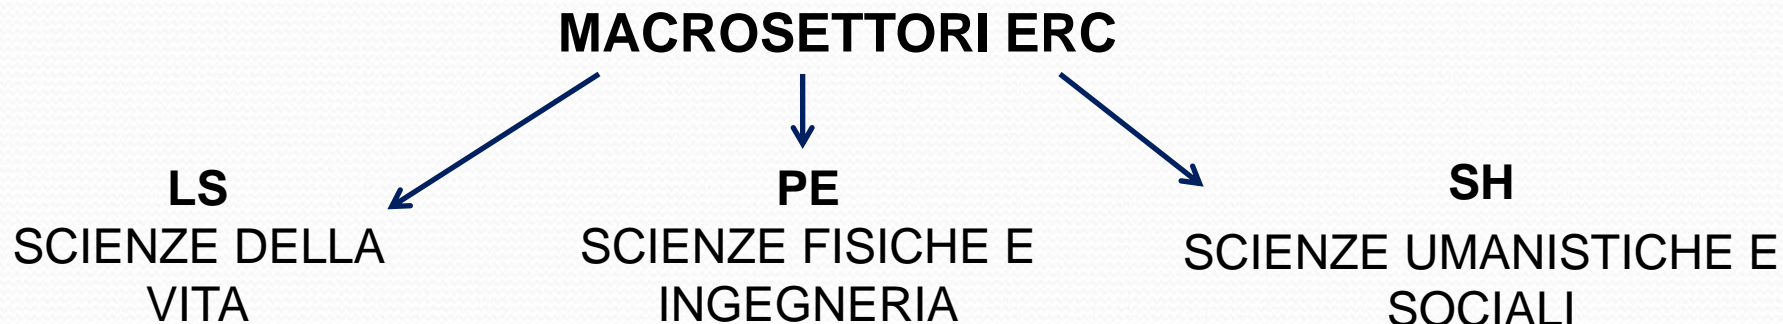 MACROSETTORI ERC
LS
SCIENZE DELLA
VITA
PE
SCIENZE FISICHE E
INGEGNERIA
SH
SCIENZE UMANISTICHE E
SOCIALI